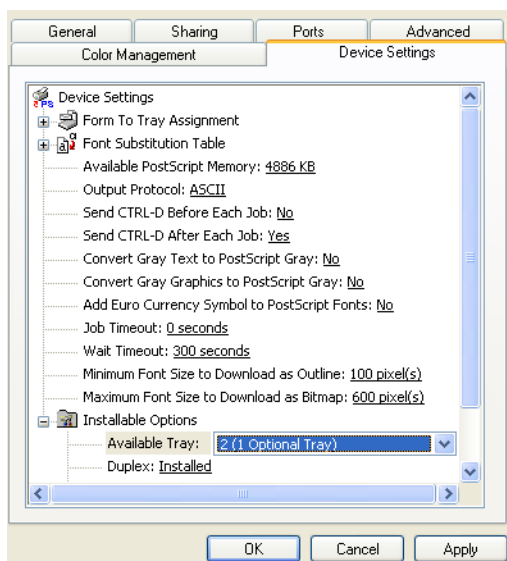 General Sharing Ports Advanced
Color Management Device Settings
Device Settings
Form To Tray Assignment
Font Substitution Table
Available PostScript Memory: 4886 KB
Output Protocol: ASCII
Send CTRL-D Before Each Job: No
Send CTRL-D After Each Job: Yes
Convert Gray Text to PostScript Gray: No
Convert Gray Graphics to PostScript Gray: No
Add Euro Currency Symbol to PostScript Fonts: No
Job Timeout: 0 seconds
Wait Timeout: 300 seconds
Minimum Font Size to Download as Outline: 100 pixel(s)
Maximum Font Size to Download as Bitmap: 600 pixel(s)
Installable Options
Available Tray: 2 (1 Optional Tray)
Duplex: Installed
OK Cancel Apply